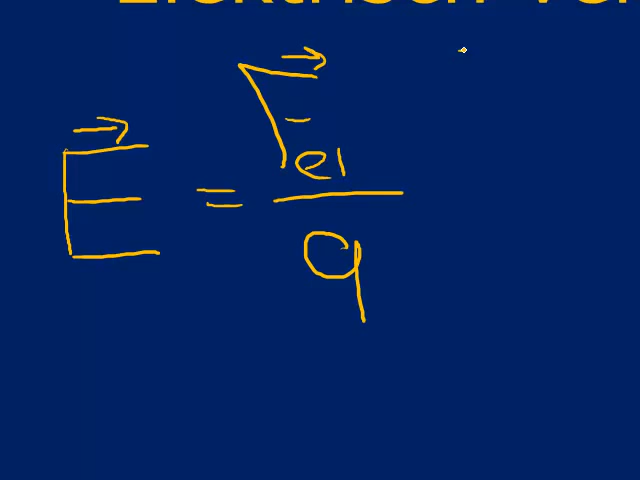 E⃗ = F⃗el / q